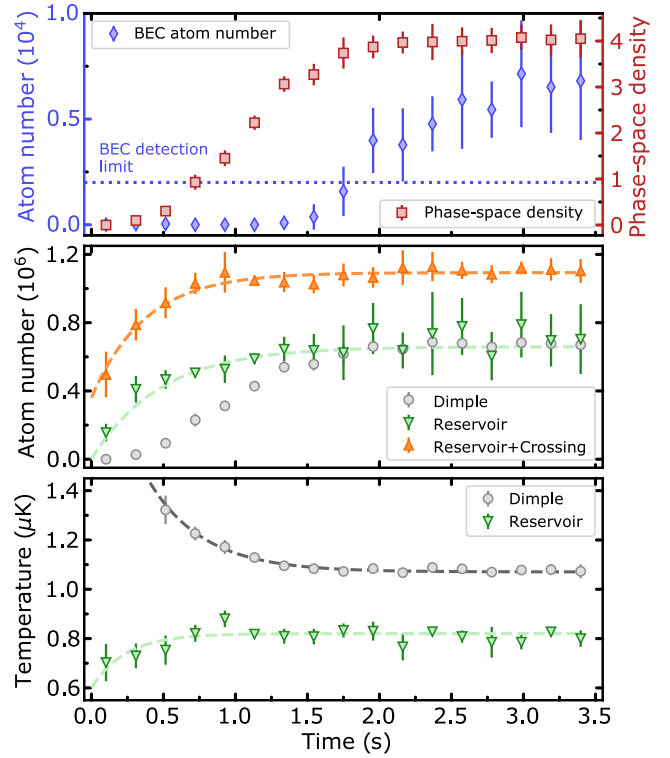 BEC atom number
Atom number (10⁴)
1.0
0.5
0.0
BEC detection
limit
Phase-space density
Phase-space density
4
3
2
1
0
Atom number (10⁶)
1.2
0.8
0.4
0.0
Dimple
Reservoir
Reservoir+Crossing
Temperature (μK)
1.4
1.2
1.0
0.8
0.6
Dimple
Reservoir
0.0 0.5 1.0 1.5 2.0 2.5 3.0 3.5
Time (s)